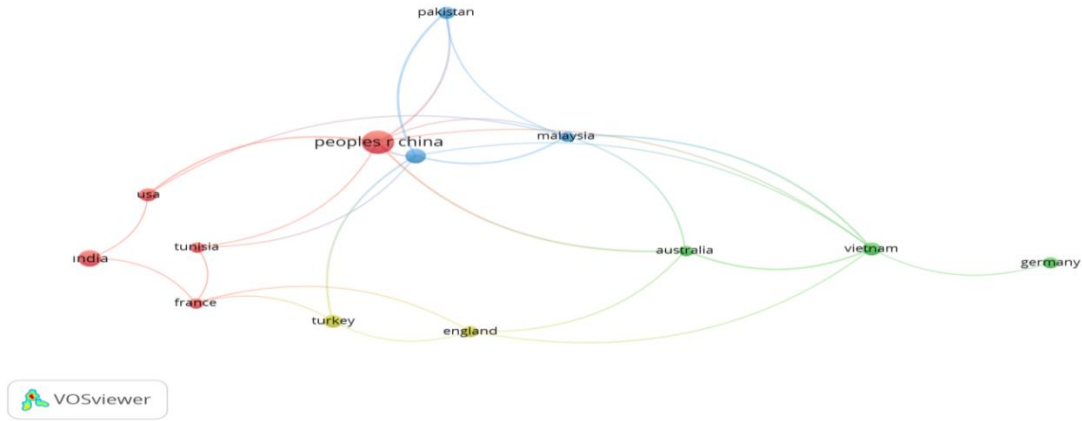 pakistan
peoples r china
malaysia
usa
tunisia
india
france
australia
vietnam
germany
turkey
england
VOSviewer